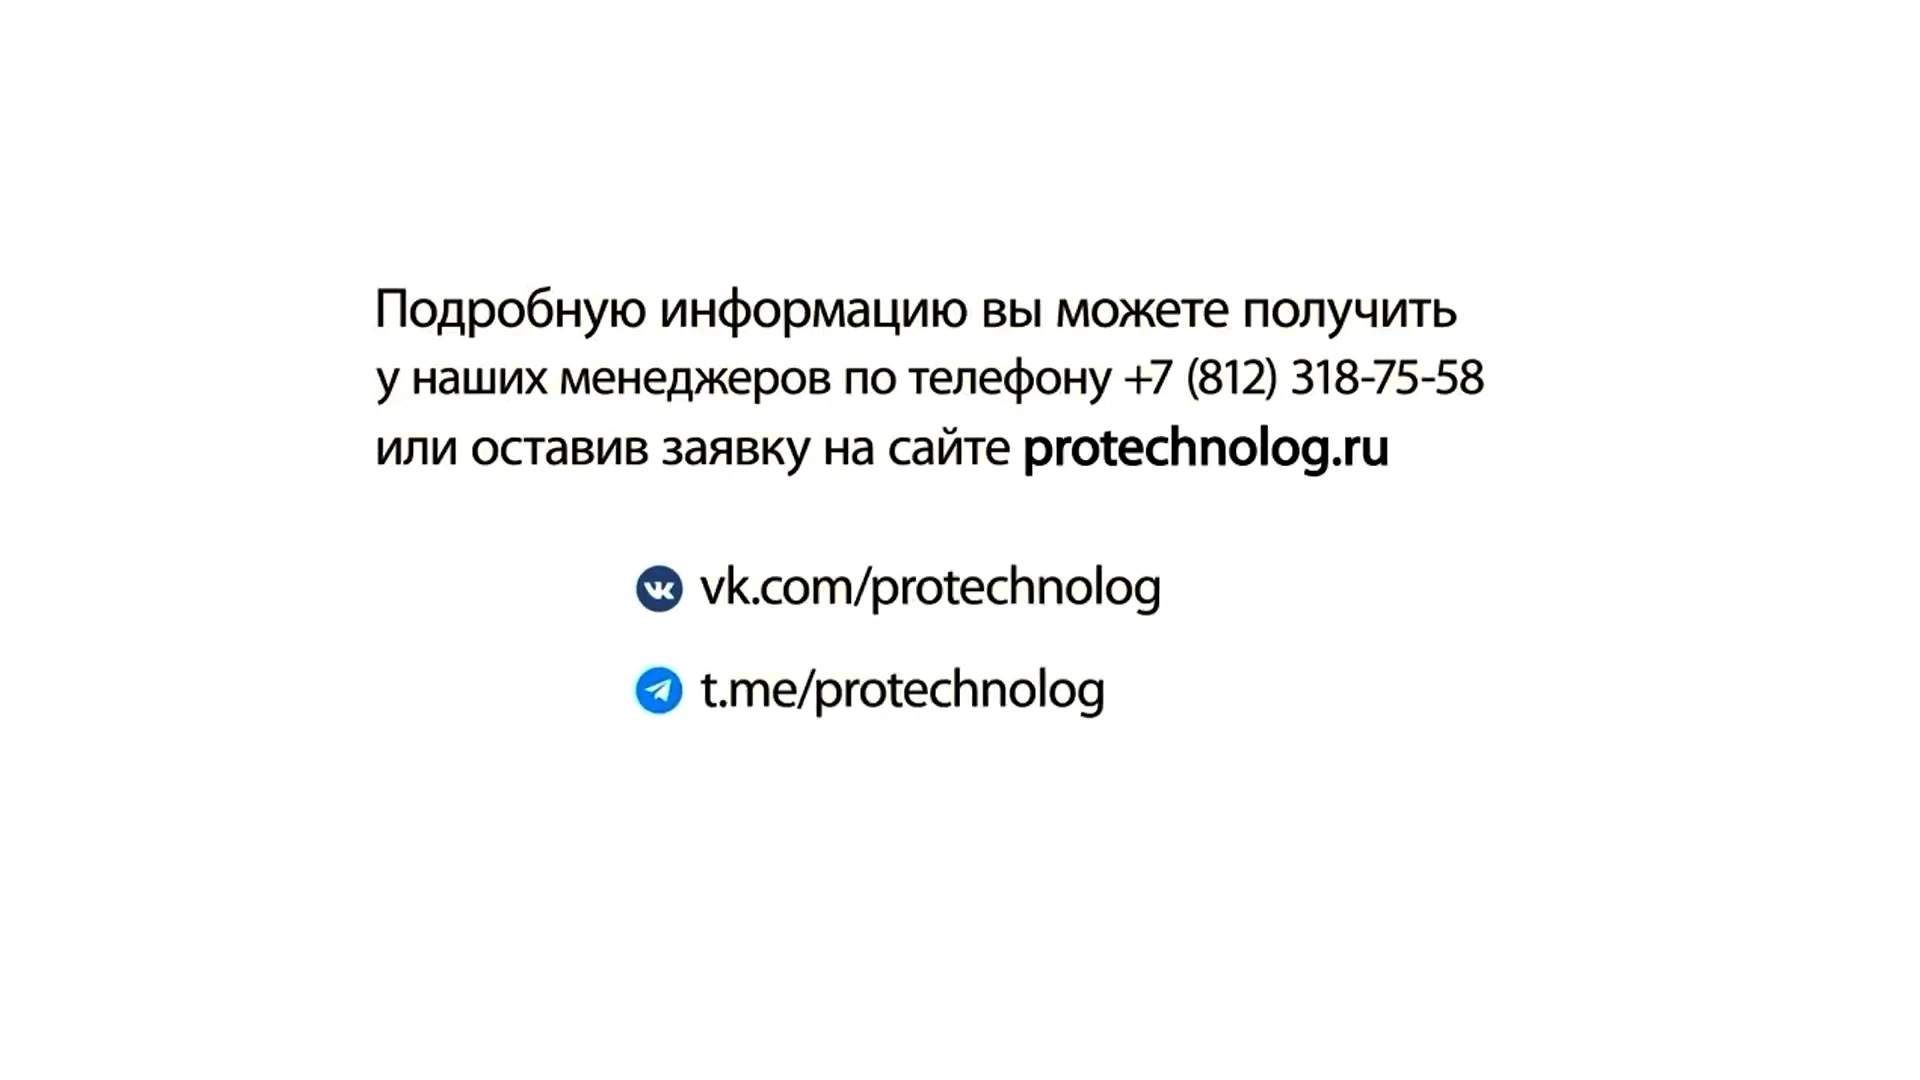 Подробную информацию вы можете получить
у наших менеджеров по телефону +7 (812) 318-75-58
или оставив заявку на сайте protechnolog.ru
vk.com/protechnolog
t.me/protechnolog